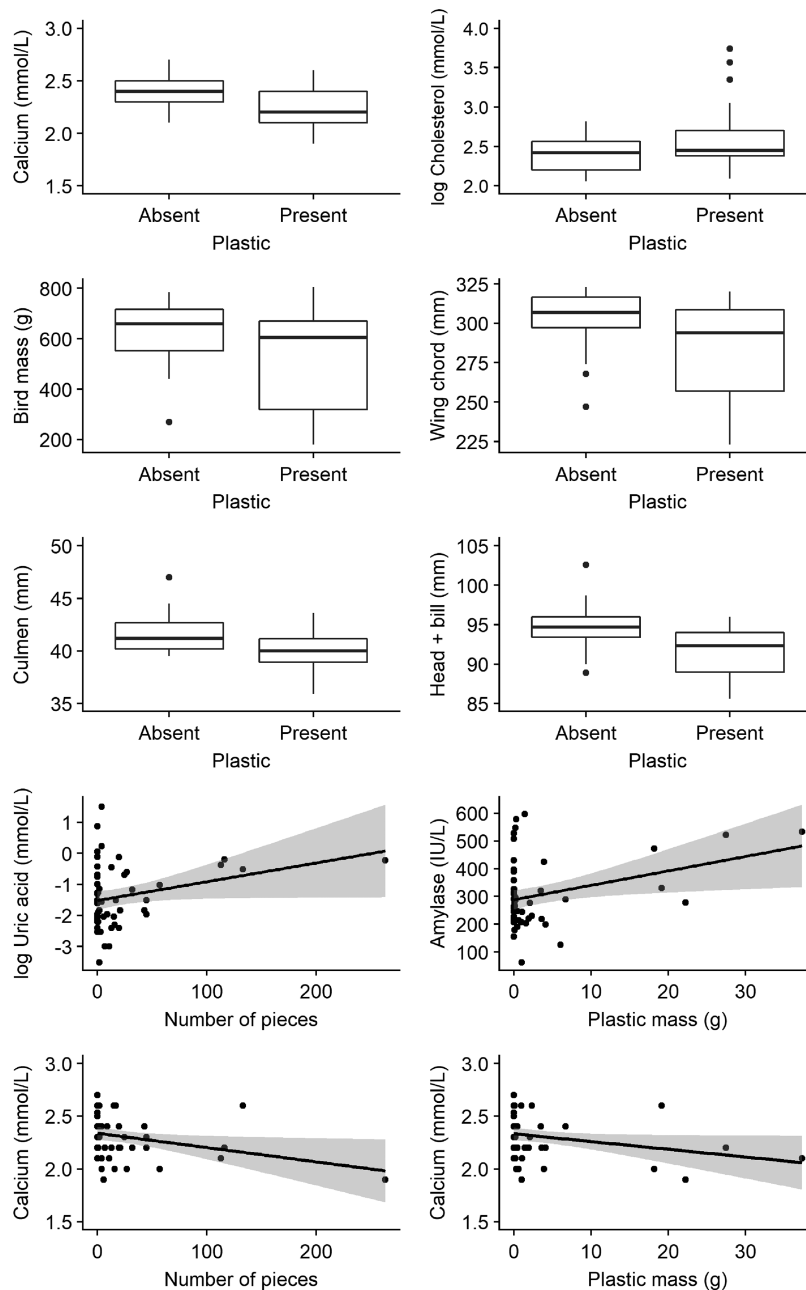 Calcium (mmol/L)
3.0
2.5
2.0
1.5
Absent
Present
Plastic
log Cholesterol (mmol/L)
4.0
3.5
3.0
2.5
2.0
Absent
Present
Plastic
Bird mass (g)
800
600
400
200
Absent
Present
Plastic
Wing chord (mm)
325
300
275
250
225
Absent
Present
Plastic
Culmen (mm)
50
45
40
35
Absent
Present
Plastic
Head + bill (mm)
105
100
95
90
85
Absent
Present
Plastic
log Uric acid (mmol/L)
1
0
-1
-2
-3
0
100
200
Number of pieces
Amylase (IU/L)
600
500
400
300
200
100
0
10
20
30
Plastic mass (g)
Calcium (mmol/L)
3.0
2.5
2.0
1.5
0
100
200
Number of pieces
Calcium (mmol/L)
3.0
2.5
2.0
1.5
0
10
20
30
Plastic mass (g)